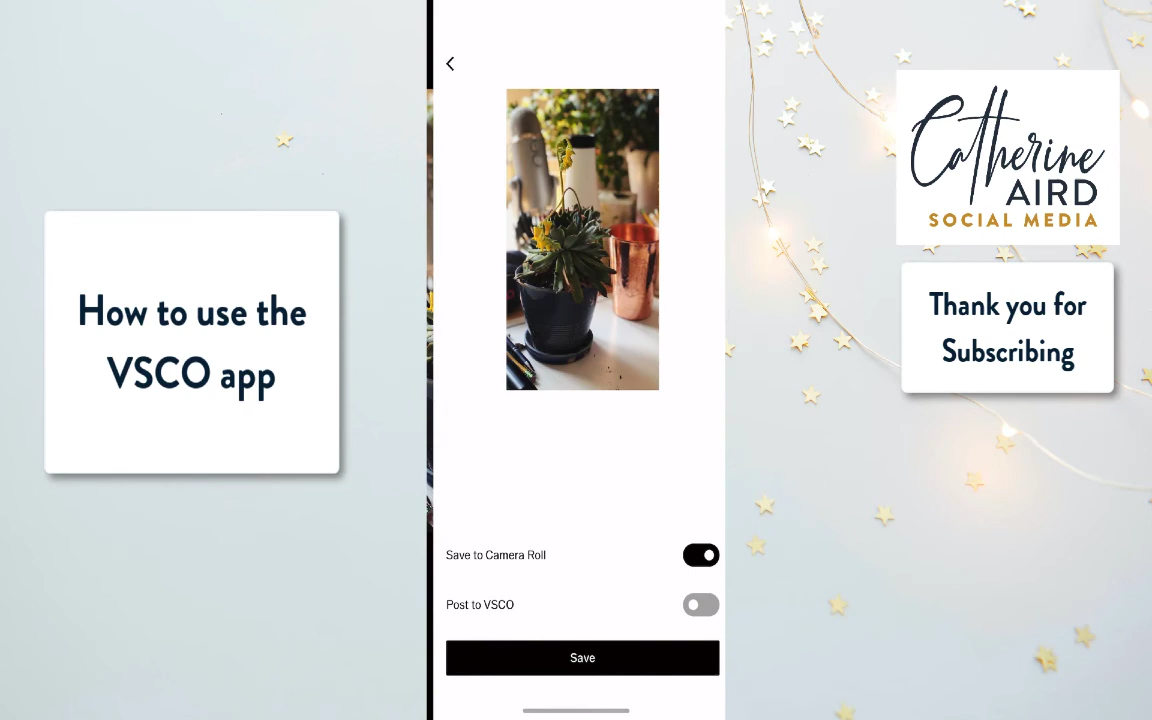 How to use the
VSCO app
Save to Camera Roll
Post to VSCO
Save
Catherine
AIRD
SOCIAL MEDIA
Thank you for
Subscribing